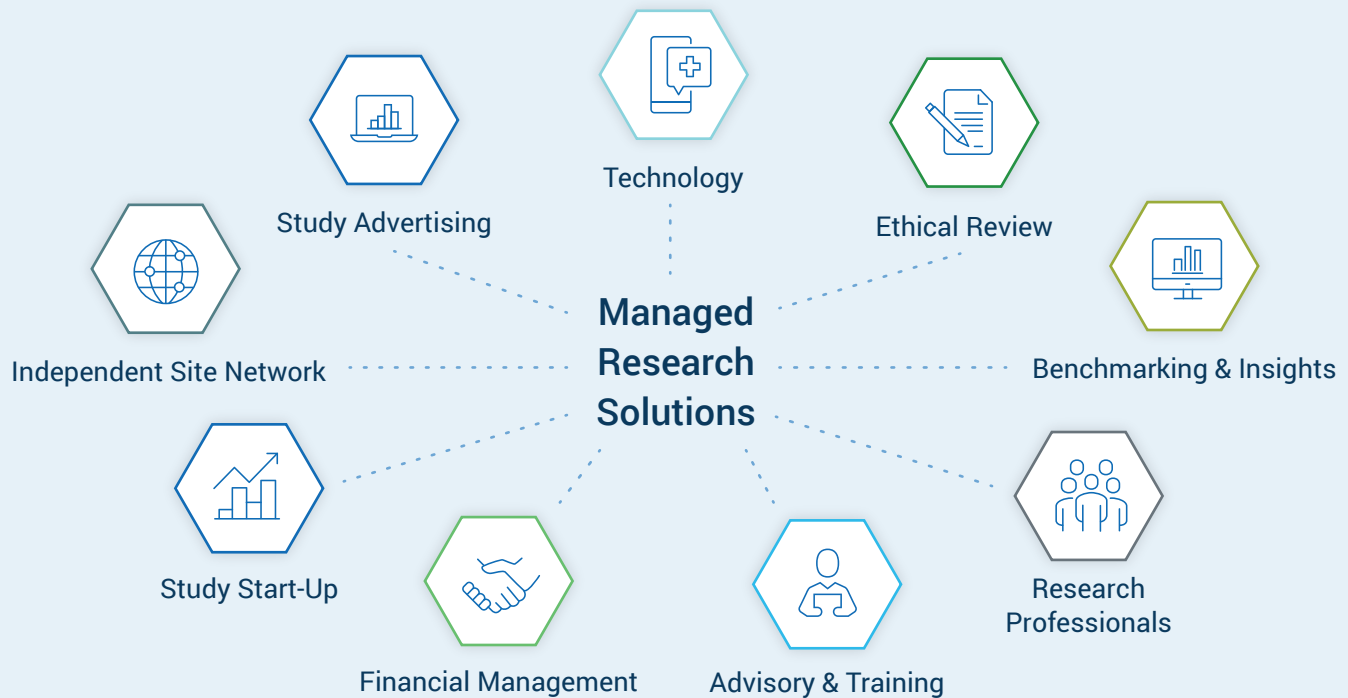 Technology
Study Advertising
Ethical Review
Independent Site Network
Managed
Research
Solutions
Benchmarking & Insights
Study Start-Up
Research
Professionals
Financial Management
Advisory & Training